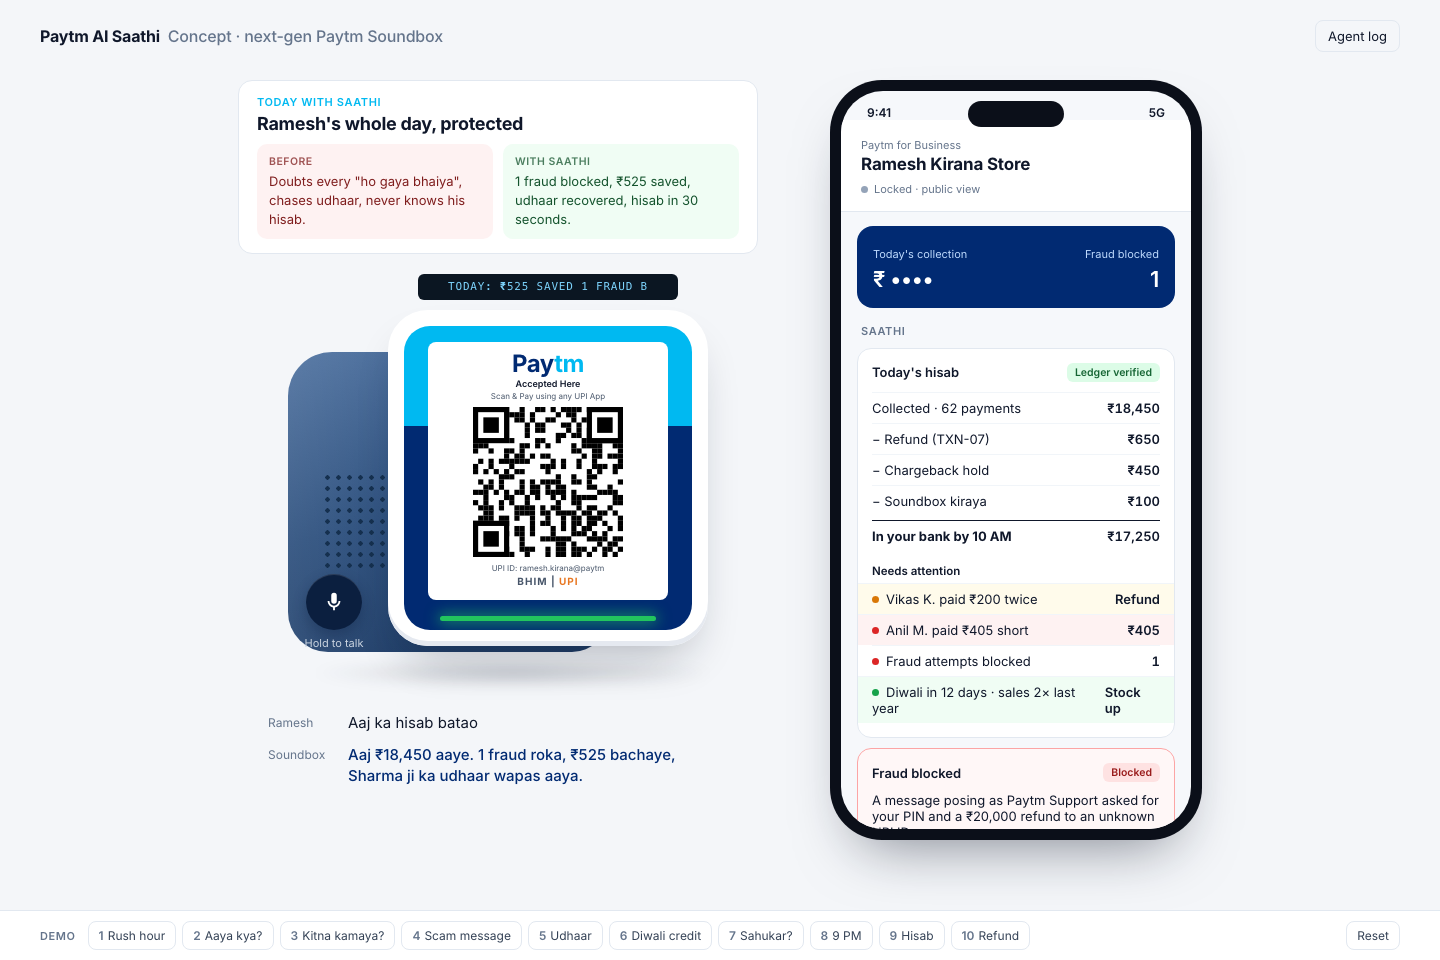 Paytm AI Saathi Concept · next-gen Paytm Soundbox
Agent log
TODAY WITH SAATHI
Ramesh's whole day, protected
BEFORE
Doubts every "ho gaya bhaiya",
chases udhaar, never knows his
hisab.
WITH SAATHI
1 fraud blocked, ₹525 saved,
udhaar recovered, hisab in 30
seconds.
TODAY: ₹525 SAVED 1 FRAUD B
Paytm
Accepted Here
Scan & Pay using any UPI App
UPI ID: ramesh.kirana@paytm
BHIM | UPI
Hold to talk
Ramesh Aaj ka hisab batao
Soundbox Aaj ₹18,450 aaye. 1 fraud roka, ₹525 bachaye,
Sharma ji ka udhaar wapas aaya.
9:41 5G
Paytm for Business
Ramesh Kirana Store
Locked · public view
Today's collection Fraud blocked
₹ •••• 1
SAATHI
Today's hisab Ledger verified
Collected · 62 payments ₹18,450
− Refund (TXN-07) ₹650
− Chargeback hold ₹450
− Soundbox kiraya ₹100
In your bank by 10 AM ₹17,250
Needs attention
Vikas K. paid ₹200 twice Refund
Anil M. paid ₹405 short ₹405
Fraud attempts blocked 1
Diwali in 12 days · sales 2× last Stock
year up
Fraud blocked Blocked
A message posing as Paytm Support asked for
your PIN and a ₹20,000 refund to an unknown
DEMO 1 Rush hour 2 Aaya kya? 3 Kitna kamaya? 4 Scam message 5 Udhaar 6 Diwali credit 7 Sahukar? 8 9 PM 9 Hisab 10 Refund Reset